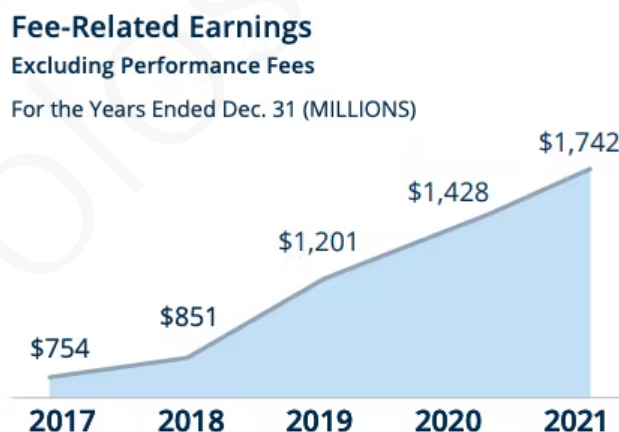 Fee-Related Earnings
Excluding Performance Fees
For the Years Ended Dec. 31 (MILLIONS)
$1,742
$1,428
$1,201
$851
$754
2017 2018 2019 2020 2021